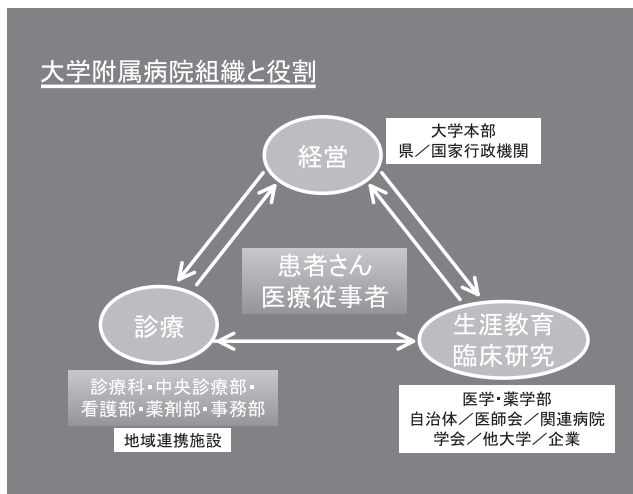 大学附属病院組織と役割
経営
大学本部
県／国家行政機関
患者さん
医療従事者
診療
生涯教育
臨床研究
診療科・中央診療部・
看護部・薬剤部・事務部
地域連携施設
医学・薬学部
自治体／医師会／関連病院
学会／他大学／企業